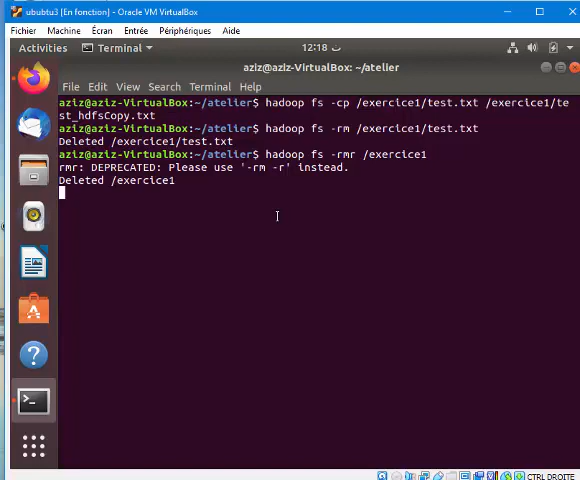 ububtu3 [En fonction] - Oracle VM VirtualBox
Fichier Machine Écran Entrée Périphériques Aide
Activities Terminal 12:18 ت
aziz@aziz-VirtualBox: ~/atelier
File Edit View Search Terminal Help
aziz@aziz-VirtualBox:~/atelier$ hadoop fs -cp /exercice1/test.txt /exercice1/te
st_hdfsCopy.txt
aziz@aziz-VirtualBox:~/atelier$ hadoop fs -rm /exercice1/test.txt
Deleted /exercice1/test.txt
aziz@aziz-VirtualBox:~/atelier$ hadoop fs -rmr /exercice1
rmr: DEPRECATED: Please use '-rm -r' instead.
Deleted /exercice1
CTRL DROITE